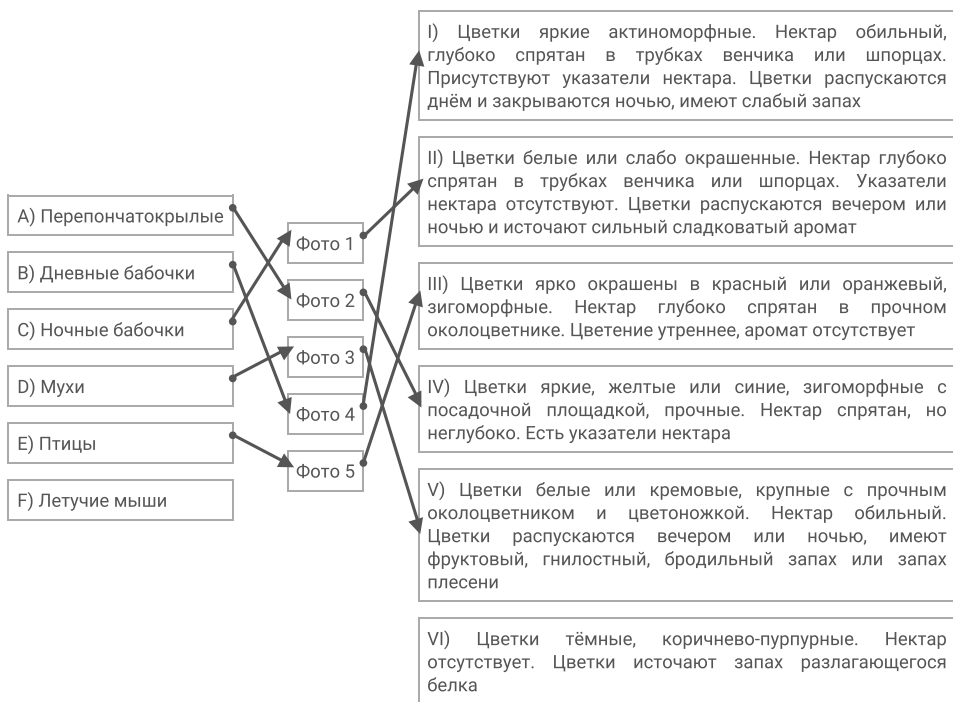 A) Перепончатокрылые
B) Дневные бабочки
C) Ночные бабочки
D) Мухи
E) Птицы
F) Летучие мыши
Фото 1
Фото 2
Фото 3
Фото 4
Фото 5
I) Цветки яркие актиноморфные. Нектар обильный,
глубоко спрятан в трубках венчика или шпорцах.
Присутствуют указатели нектара. Цветки распускаются
днём и закрываются ночью, имеют слабый запах
II) Цветки белые или слабо окрашенные. Нектар глубоко
спрятан в трубках венчика или шпорцах. Указатели
нектара отсутствуют. Цветки распускаются вечером или
ночью и источают сильный сладковатый аромат
III) Цветки ярко окрашены в красный или оранжевый,
зигоморфные. Нектар глубоко спрятан в прочном
околоцветнике. Цветение утреннее, аромат отсутствует
IV) Цветки яркие, желтые или синие, зигоморфные с
посадочной площадкой, прочные. Нектар спрятан, но
неглубоко. Есть указатели нектара
V) Цветки белые или кремовые, крупные с прочным
околоцветником и цветоножкой. Нектар обильный.
Цветки распускаются вечером или ночью, имеют
фруктовый, гнилостный, бродильный запах или запах
плесени
VI) Цветки тёмные, коричнево-пурпурные. Нектар
отсутствует. Цветки источают запах разлагающегося
белка